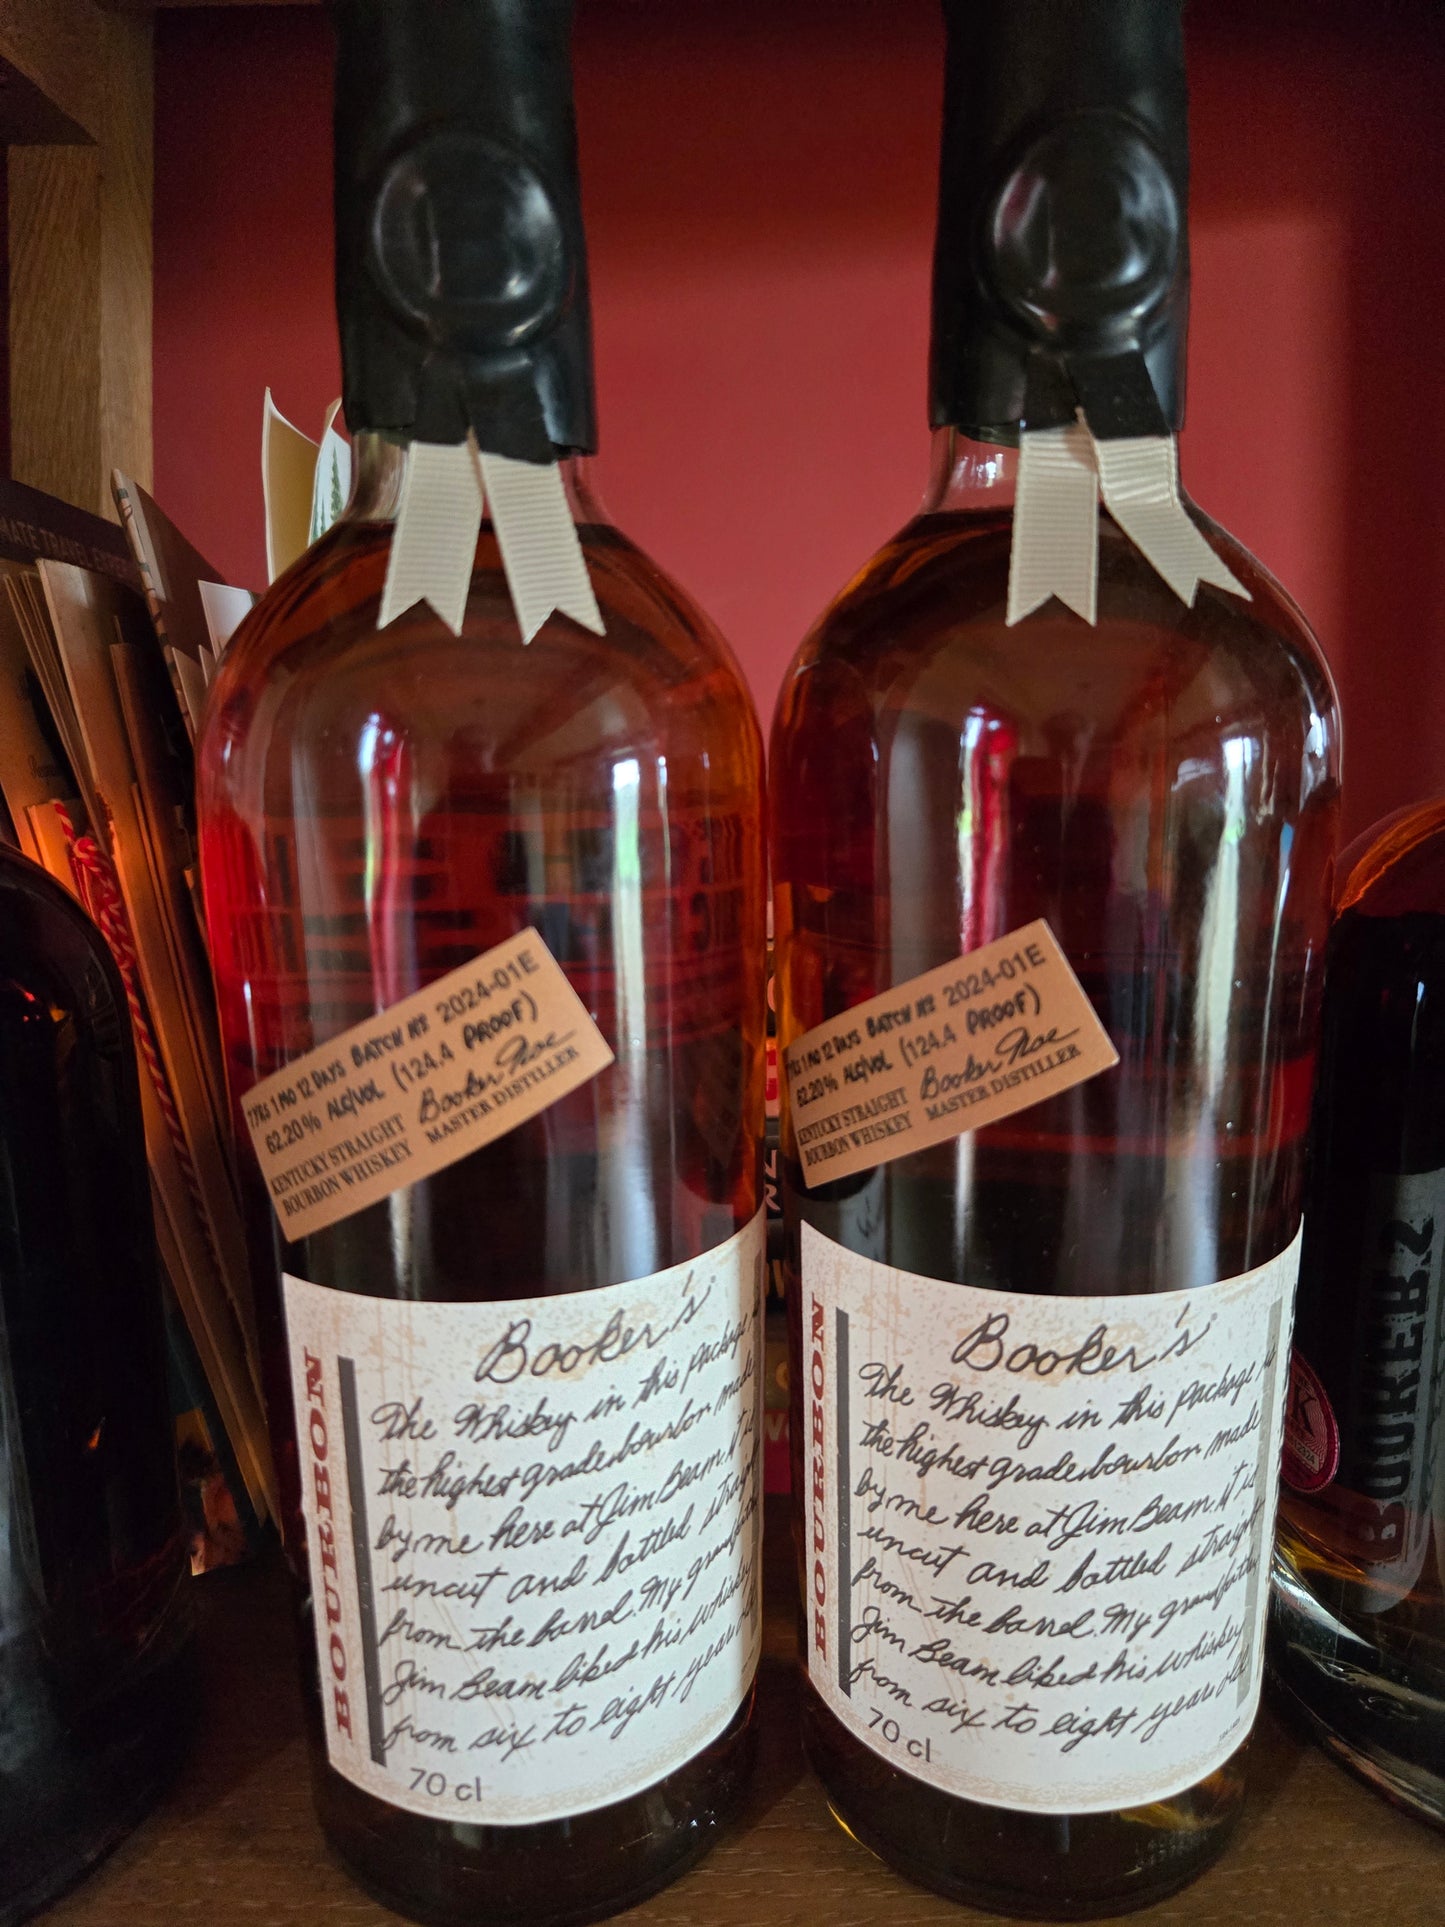 MATE TRAVEL EXPER
7 YRS 1 MO 12 DAYS BATCH Nº 2024-01E
62.20% ALC/VOL (124.4 PROOF)
KENTUCKY STRAIGHT
BOURBON WHISKEY
Booker Noe
MASTER DISTILLER
BOURBON
Booker's
The Whiskey in this package
the highest grade bourbon made
by me here at Jim Beam. it is
uncut and bottled straight
from the barrel. My grandfather
Jim Beam liked his whiskey
from six to eight years old
70 cl
YRS 1 MO 12 DAYS BATCH Nº 2024-01E
62.20% ALC/VOL (124.4 PROOF)
KENTUCKY STRAIGHT
BOURBON WHISKEY
Booker Noe
MASTER DISTILLER
BOURBON
Booker's
The Whiskey in this package is
the highest grade bourbon made
by me here at Jim Beam. it is
uncut and bottled straight
from the barrel. My grandfather
Jim Beam liked his whiskey
from six to eight years old
70 cl